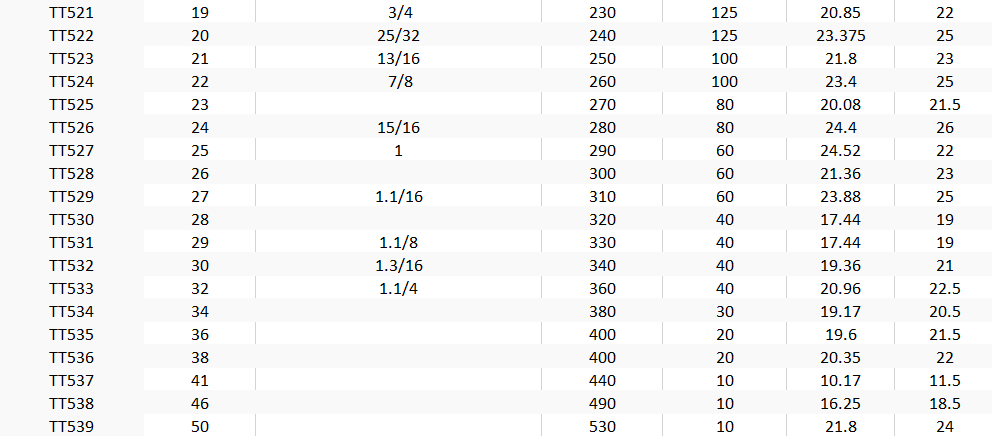 TT521 19 3/4 230 125 20.85 22
TT522 20 25/32 240 125 23.375 25
TT523 21 13/16 250 100 21.8 23
TT524 22 7/8 260 100 23.4 25
TT525 23 270 80 20.08 21.5
TT526 24 15/16 280 80 24.4 26
TT527 25 1 290 60 24.52 22
TT528 26 300 60 21.36 23
TT529 27 1.1/16 310 60 23.88 25
TT530 28 320 40 17.44 19
TT531 29 1.1/8 330 40 17.44 19
TT532 30 1.3/16 340 40 19.36 21
TT533 32 1.1/4 360 40 20.96 22.5
TT534 34 380 30 19.17 20.5
TT535 36 400 20 19.6 21.5
TT536 38 400 20 20.35 22
TT537 41 440 10 10.17 11.5
TT538 46 490 10 16.25 18.5
TT539 50 530 10 21.8 24